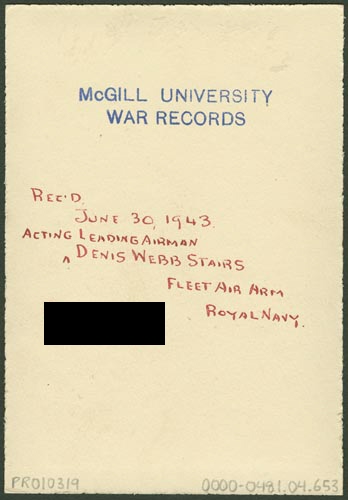 McGILL UNIVERSITY
WAR RECORDS
REC'D.
JUNE 30, 1943.
ACTING LEADING AIRMAN
^ DENIS WEBB STAIRS
FLEET AIR ARM
ROYAL NAVY.
PR010319
0000-0481.04.653